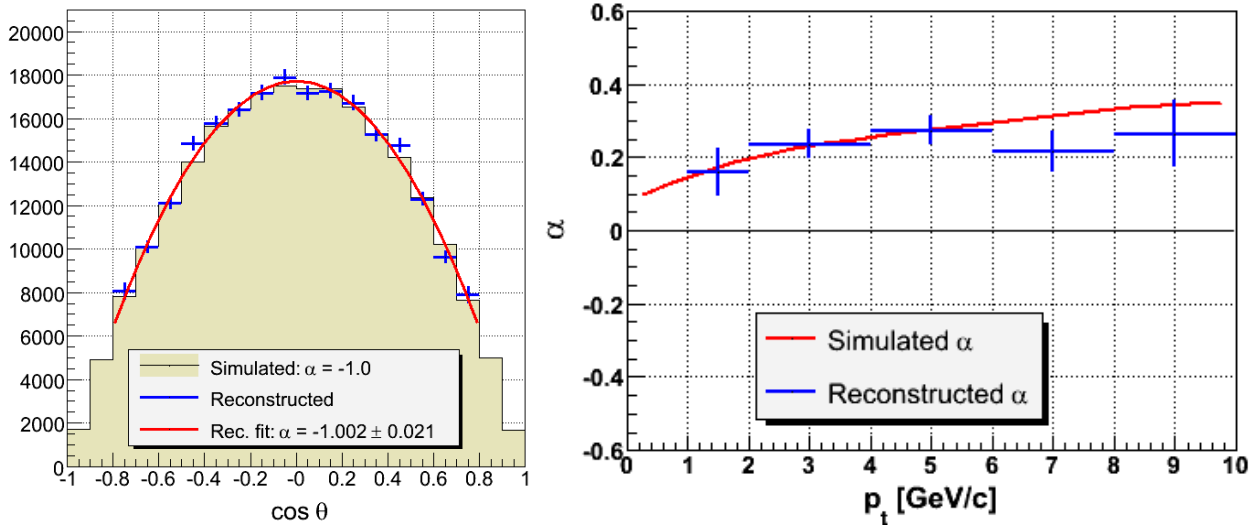 20000
18000
16000
14000
12000
10000
8000
6000
4000
2000
0
-1 -0.8 -0.6 -0.4 -0.2 -0 0.2 0.4 0.6 0.8 1
cos θ
Simulated: α = -1.0
Reconstructed
Rec. fit: α = -1.002 ± 0.021
0.6
0.4
0.2
0
-0.2
-0.4
-0.6
α
0 1 2 3 4 5 6 7 8 9 10
p_t [GeV/c]
Simulated α
Reconstructed α